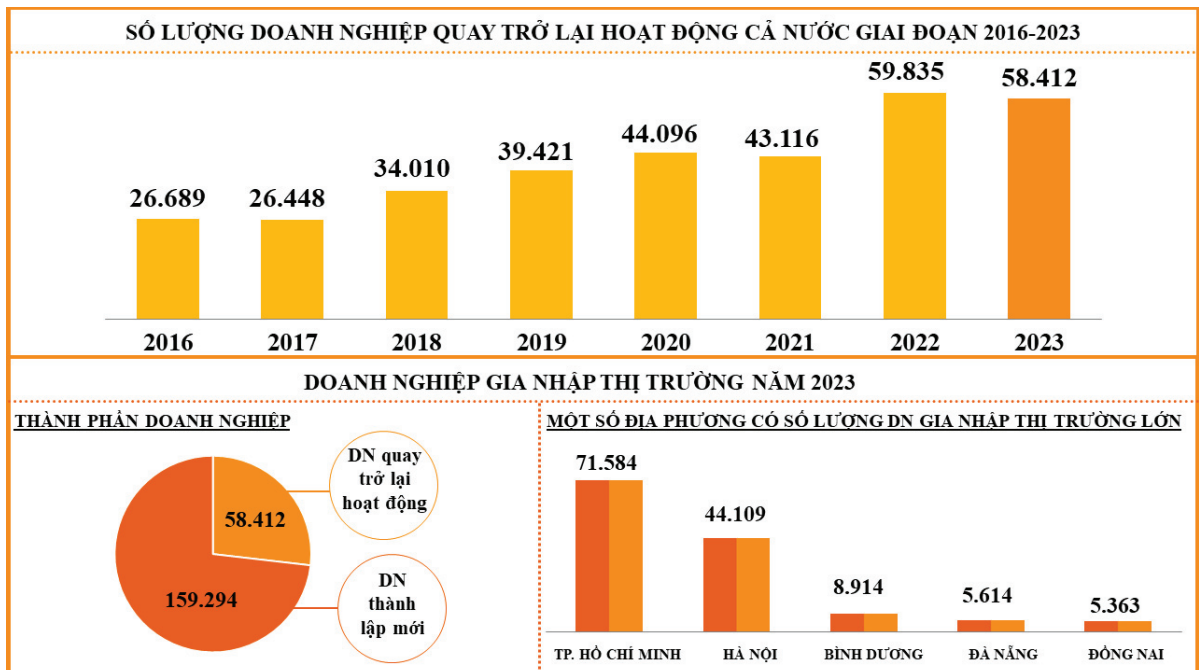 SỐ LƯỢNG DOANH NGHIỆP QUAY TRỞ LẠI HOẠT ĐỘNG CẢ NƯỚC GIAI ĐOẠN 2016-2023
26.689
26.448
34.010
39.421
44.096
43.116
59.835
58.412
2016
2017
2018
2019
2020
2021
2022
2023
DOANH NGHIỆP GIA NHẬP THỊ TRƯỜNG NĂM 2023
THÀNH PHẦN DOANH NGHIỆP
DN quay
trở lại
hoạt động
58.412
159.294
DN
thành
lập mới
MỘT SỐ ĐỊA PHƯƠNG CÓ SỐ LƯỢNG DN GIA NHẬP THỊ TRƯỜNG LỚN
71.584
44.109
8.914
5.614
5.363
TP. HỒ CHÍ MINH
HÀ NỘI
BÌNH DƯƠNG
ĐÀ NẴNG
ĐỒNG NAI